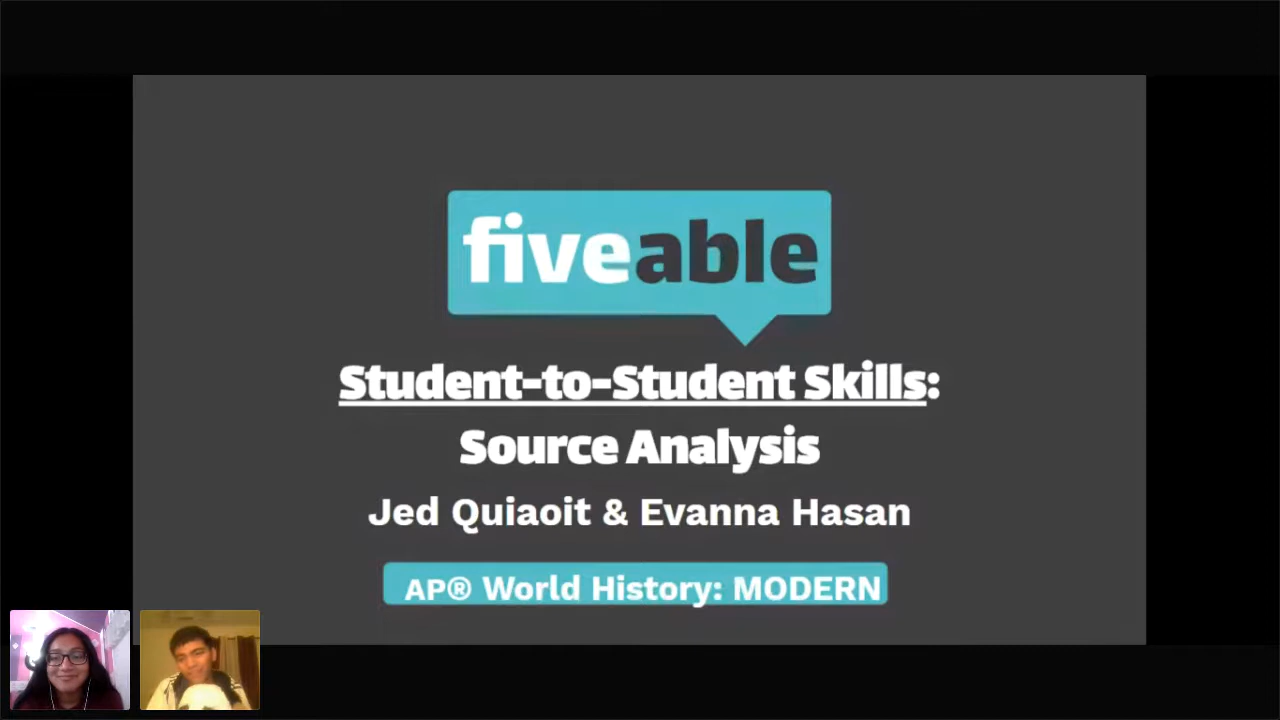 fiveable
Student-to-Student Skills:
Source Analysis
Jed Quiaoit & Evanna Hasan
AP® World History: MODERN